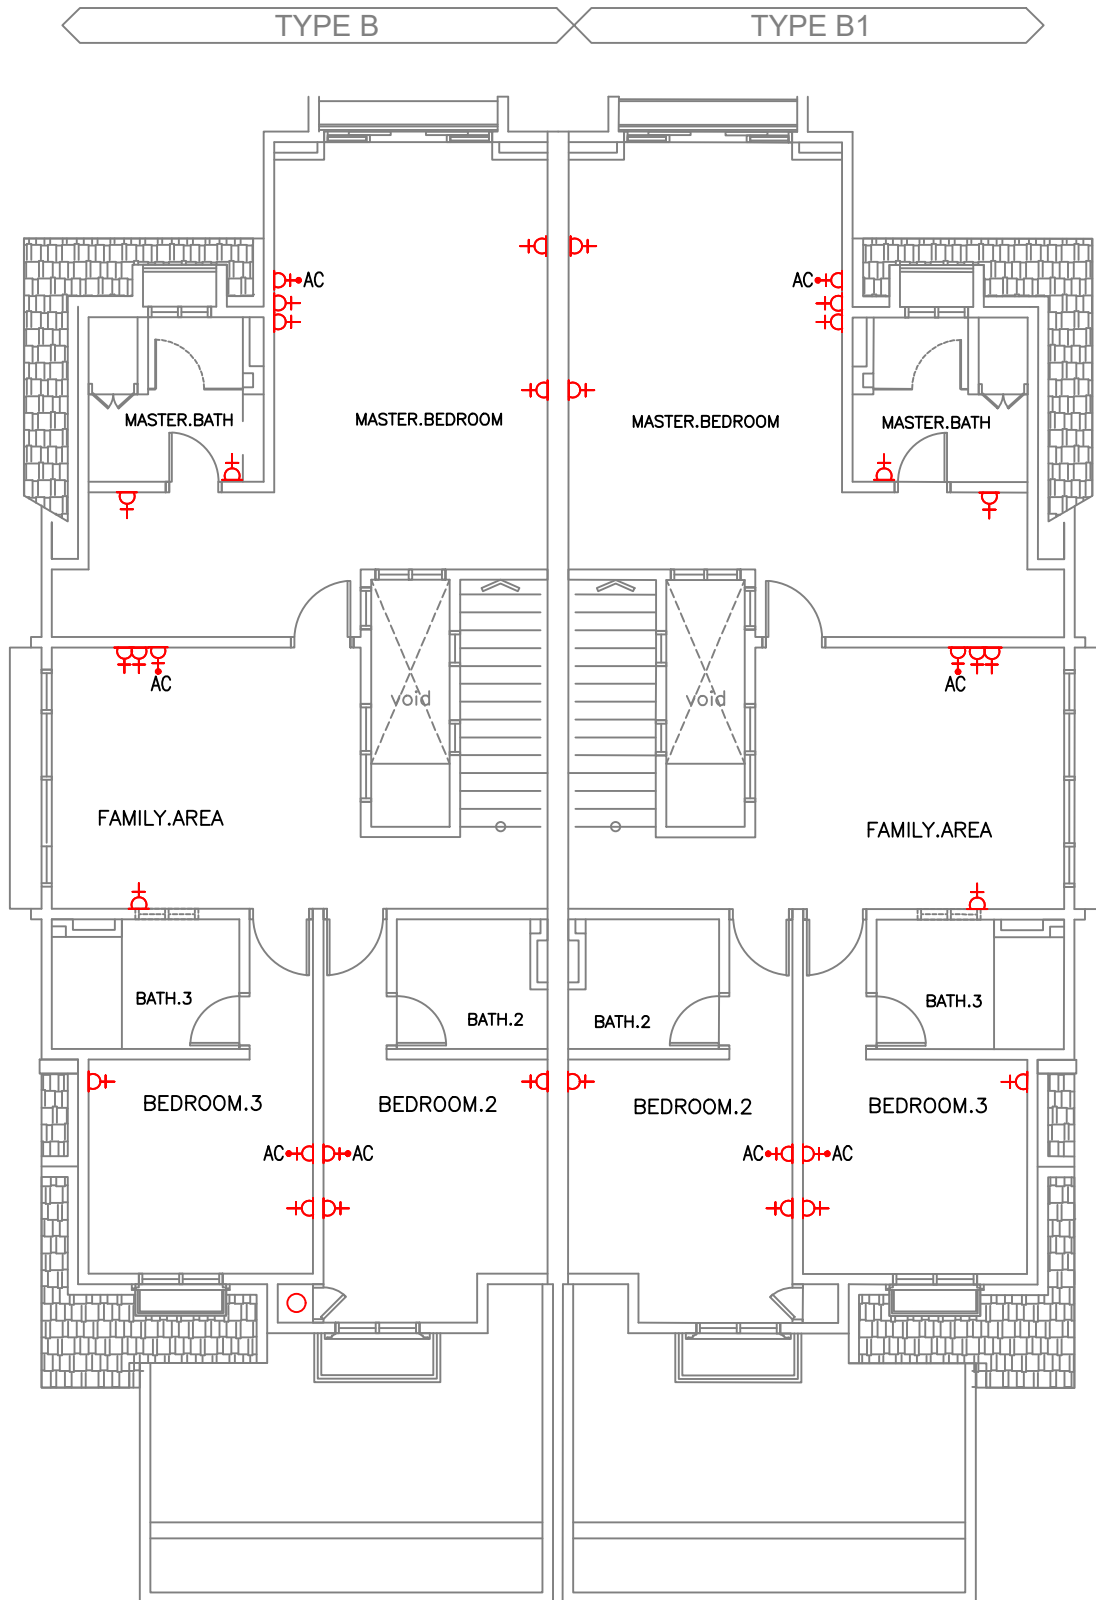 TYPE B
TYPE B1
AC
AC
MASTER.BATH
MASTER.BEDROOM
MASTER.BEDROOM
MASTER.BATH
AC
AC
void
void
FAMILY.AREA
FAMILY.AREA
BATH.3
BATH.2
BATH.2
BATH.3
BEDROOM.3
BEDROOM.2
BEDROOM.2
BEDROOM.3
AC
AC
AC
AC